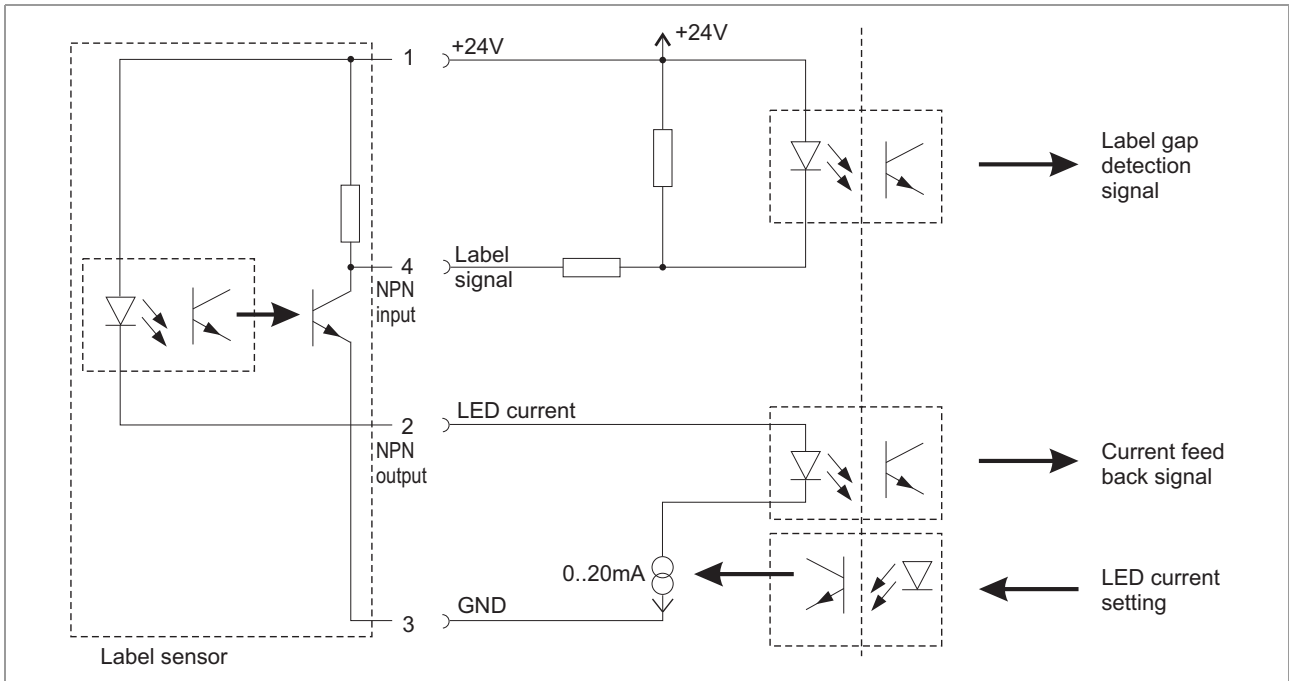 1
+24V
+24V
Label gap
detection
signal
4
Label
signal
NPN
input
2
LED current
NPN
output
Current feed
back signal
0..20mA
LED current
setting
GND
3
Label sensor